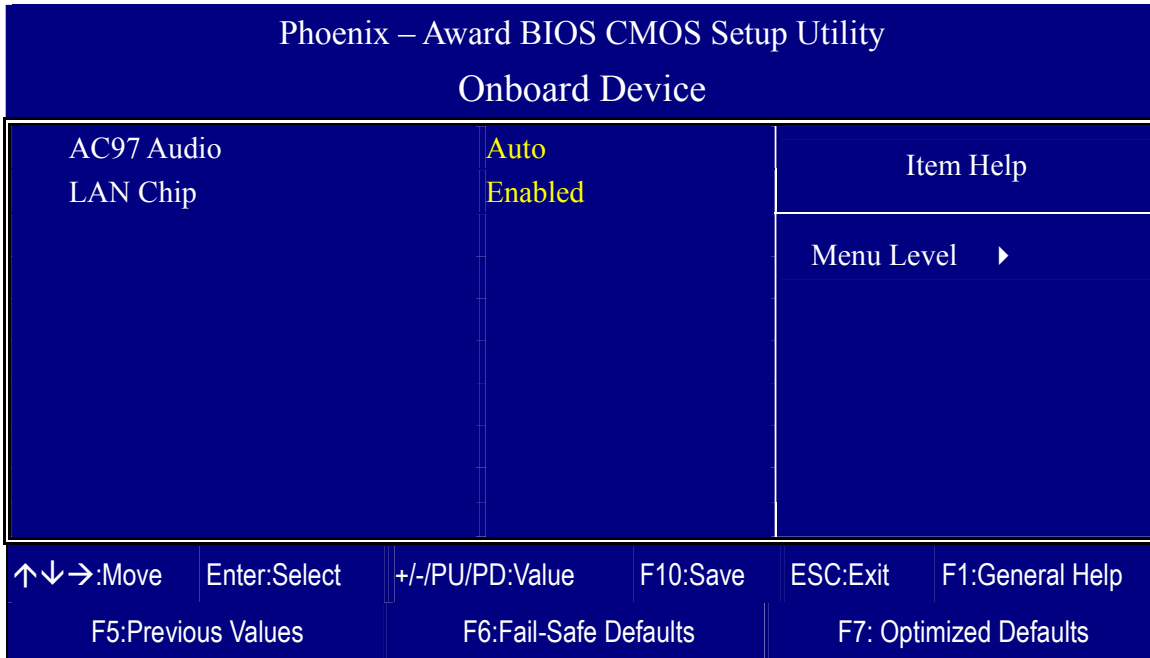 Phoenix – Award BIOS CMOS Setup Utility
Onboard Device
AC97 Audio Auto
LAN Chip Enabled
Item Help
Menu Level
↑↓→:Move Enter:Select +/-/PU/PD:Value F10:Save ESC:Exit F1:General Help
F5:Previous Values F6:Fail-Safe Defaults F7: Optimized Defaults